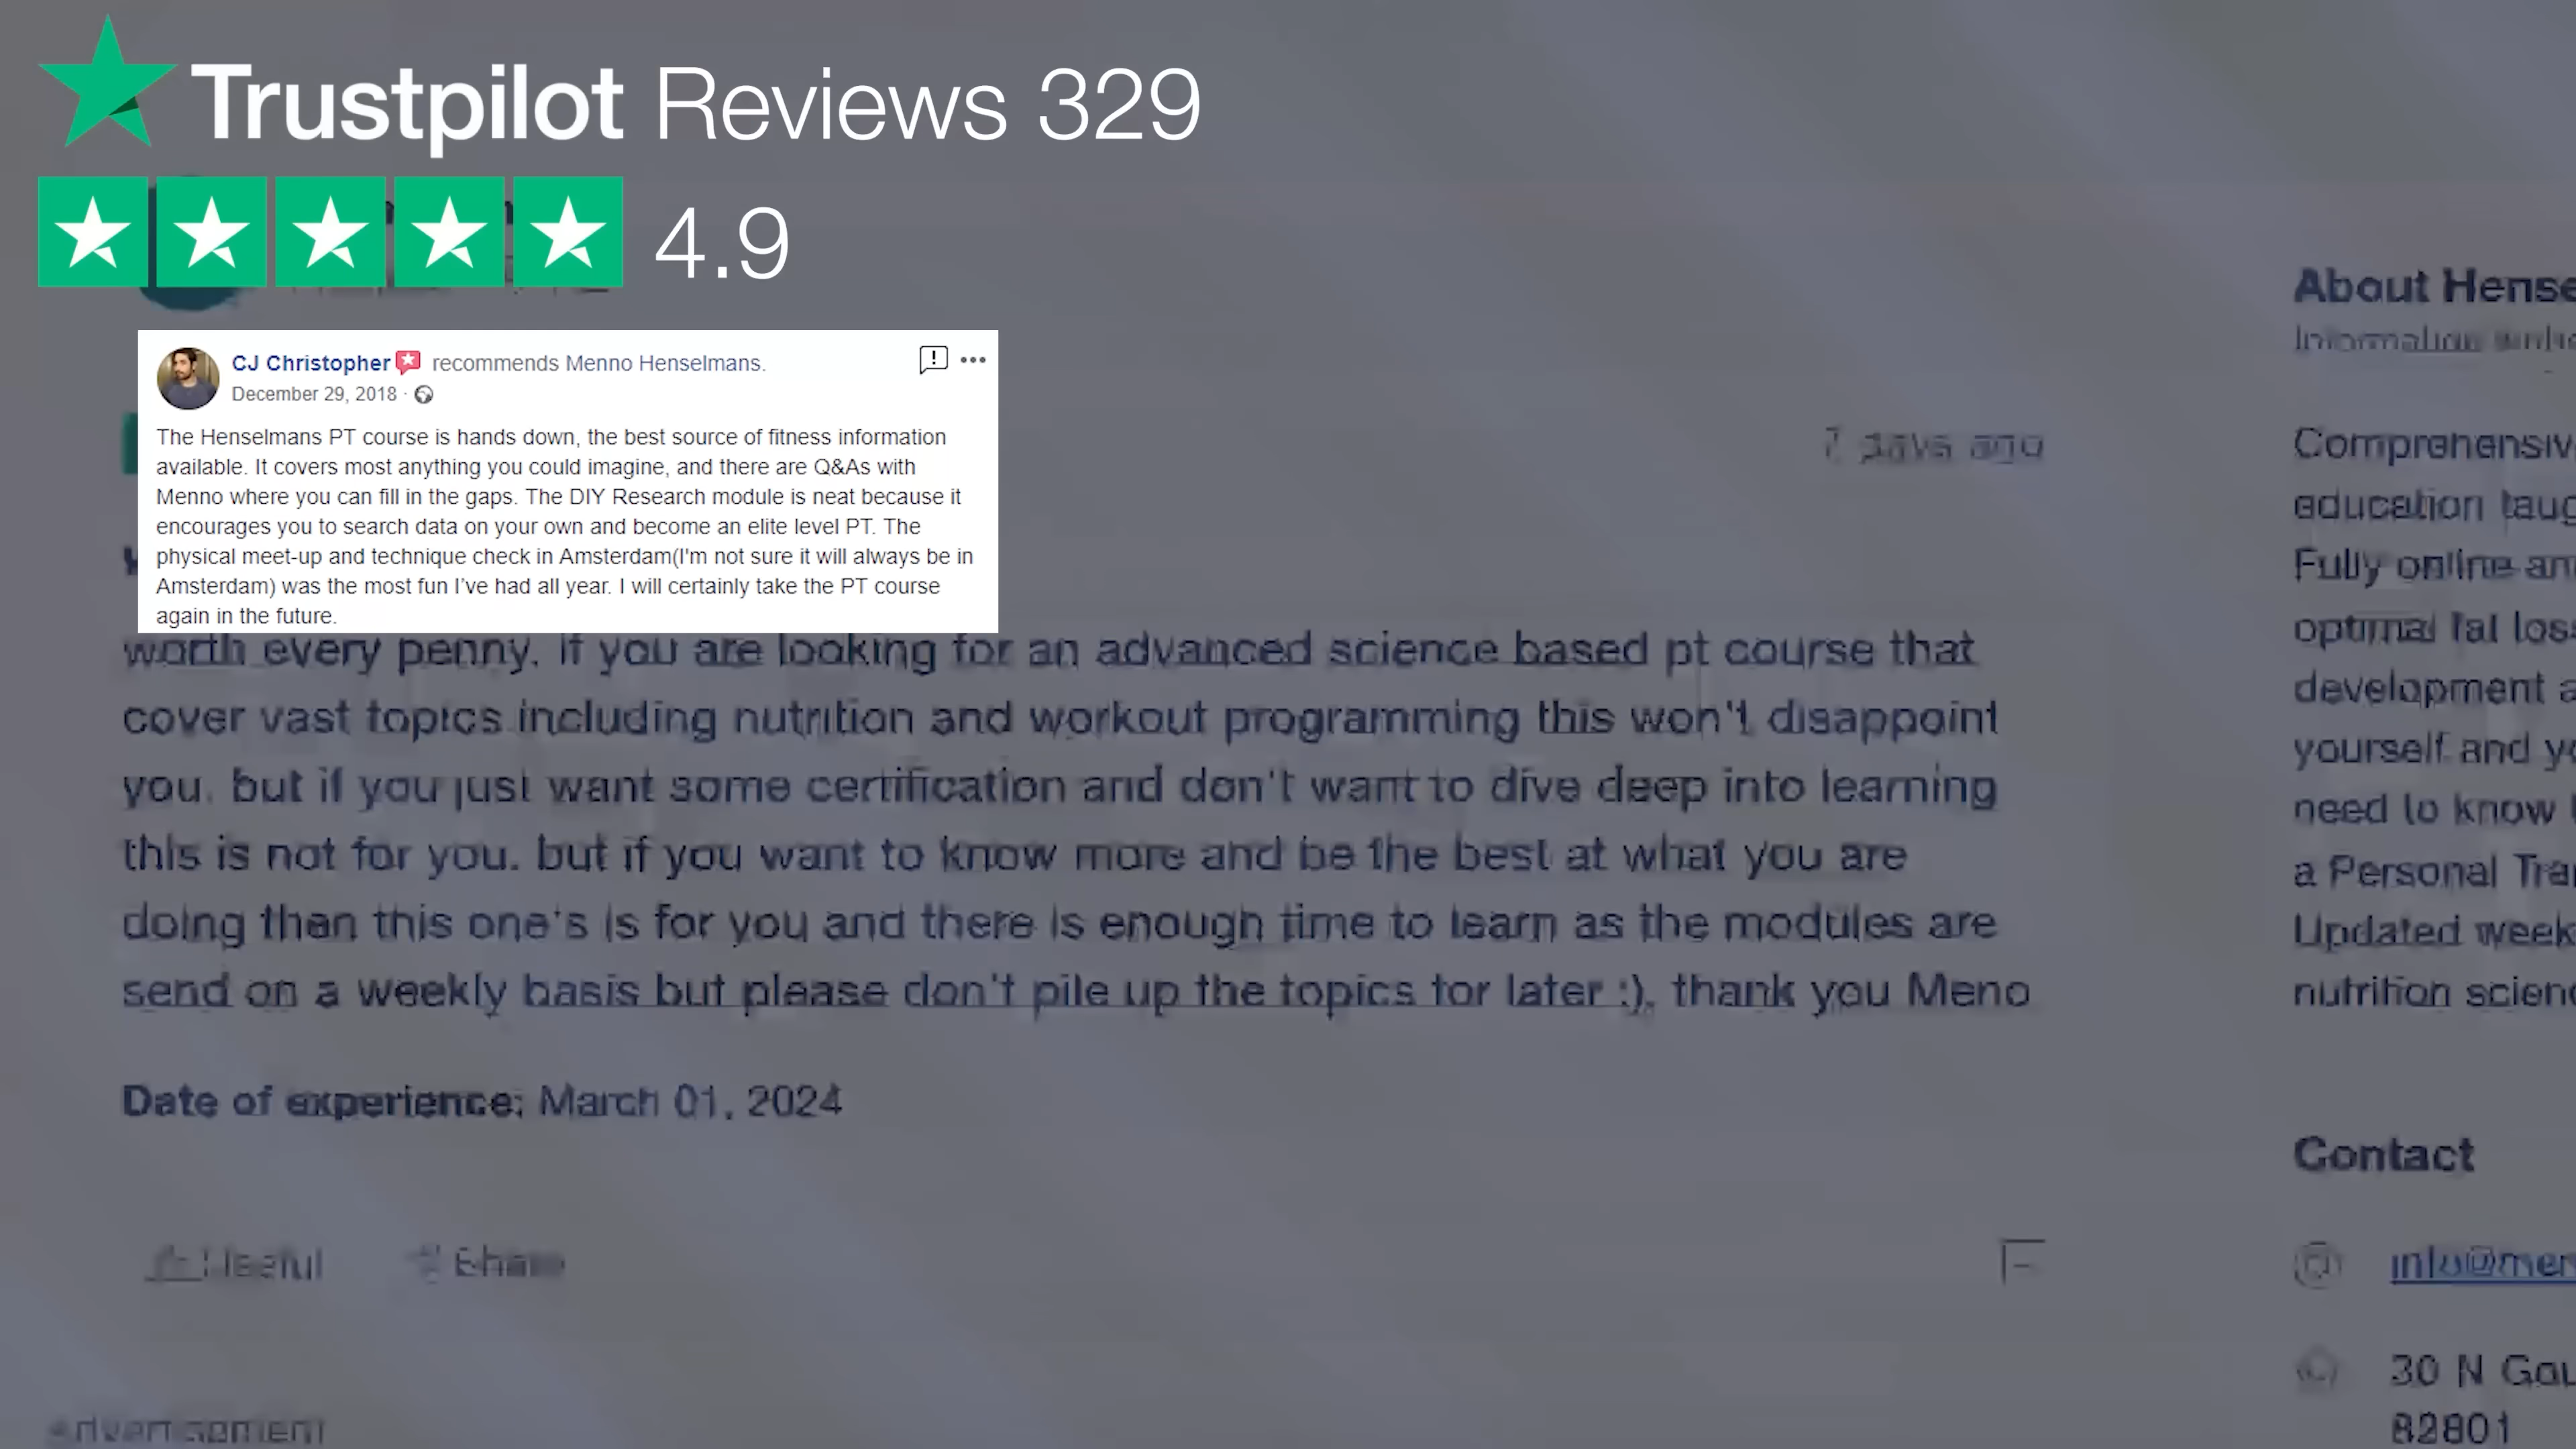 Trustpilot Reviews 329
4.9
CJ Christopher recommends Menno Henselmans.
December 29, 2018 ·
The Henselmans PT course is hands down, the best source of fitness information
available. It covers most anything you could imagine, and there are Q&As with
Menno where you can fill in the gaps. The DIY Research module is neat because it
encourages you to search data on your own and become an elite level PT. The
physical meet-up and technique check in Amsterdam(I'm not sure it will always be in
Amsterdam) was the most fun I've had all year. I will certainly take the PT course
again in the future.
days ago
worth every penny. if you are looking for an advanced science based pt course that
cover vast topics including nutrition and workout programming this won't disappoint
you. but if you just want some certification and don't want to dive deep into learning
this is not for you. but if you want to know more and be the best at what you are
doing then this one's is for you and there is enough time to learn as the modules are
send on a weekly basis but please don't pile up the topics for later :), thank you Meno
Date of experience: March 01, 2024
Useful Share
Advertisement
About Hense
Information
Comprehensiv
education taug
Fully online an
optimal fat loss
development a
yourself and yo
need to know
a Personal Trai
Updated week
nutrition scienc
Contact
info@men
30 N Gou
82801